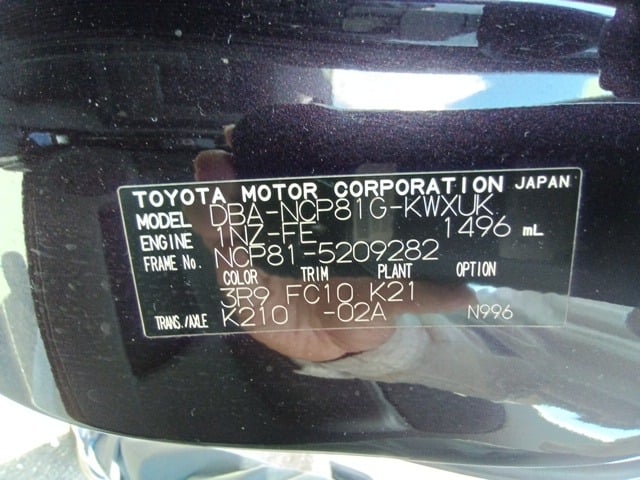 TOYOTA MOTOR CORPORATION JAPAN
MODEL DBA-NCP81G-KWXUK
ENGINE 1NZ-FE 1496 mL
FRAME No. NCP81-5209282
COLOR TRIM PLANT OPTION
3R9 FC10 K21
TRANS./AXLE K210 -02A N996